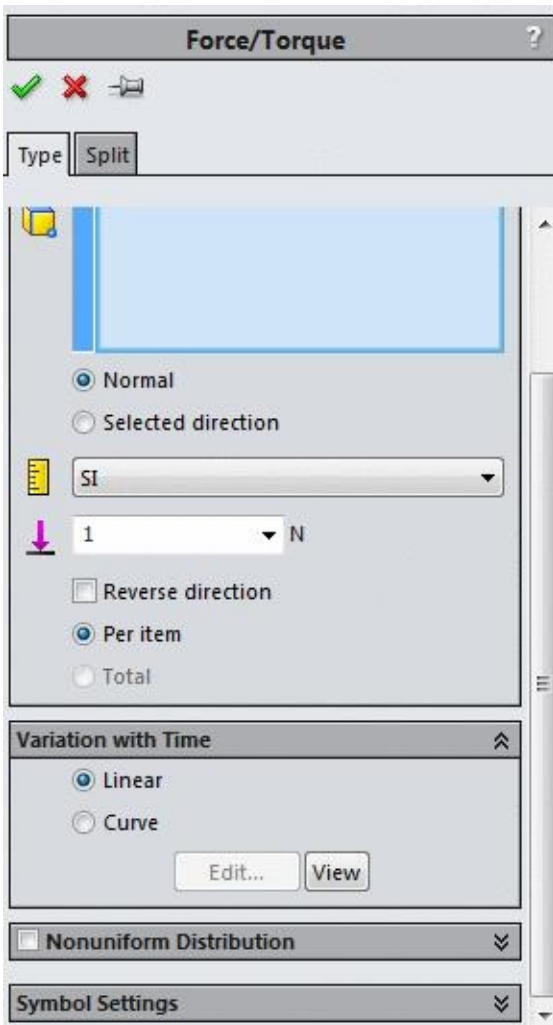 Force/Torque ?
Type Split
Normal
Selected direction
SI
1 N
Reverse direction
Per item
Total
Variation with Time
Linear
Curve
Edit... View
Nonuniform Distribution
Symbol Settings